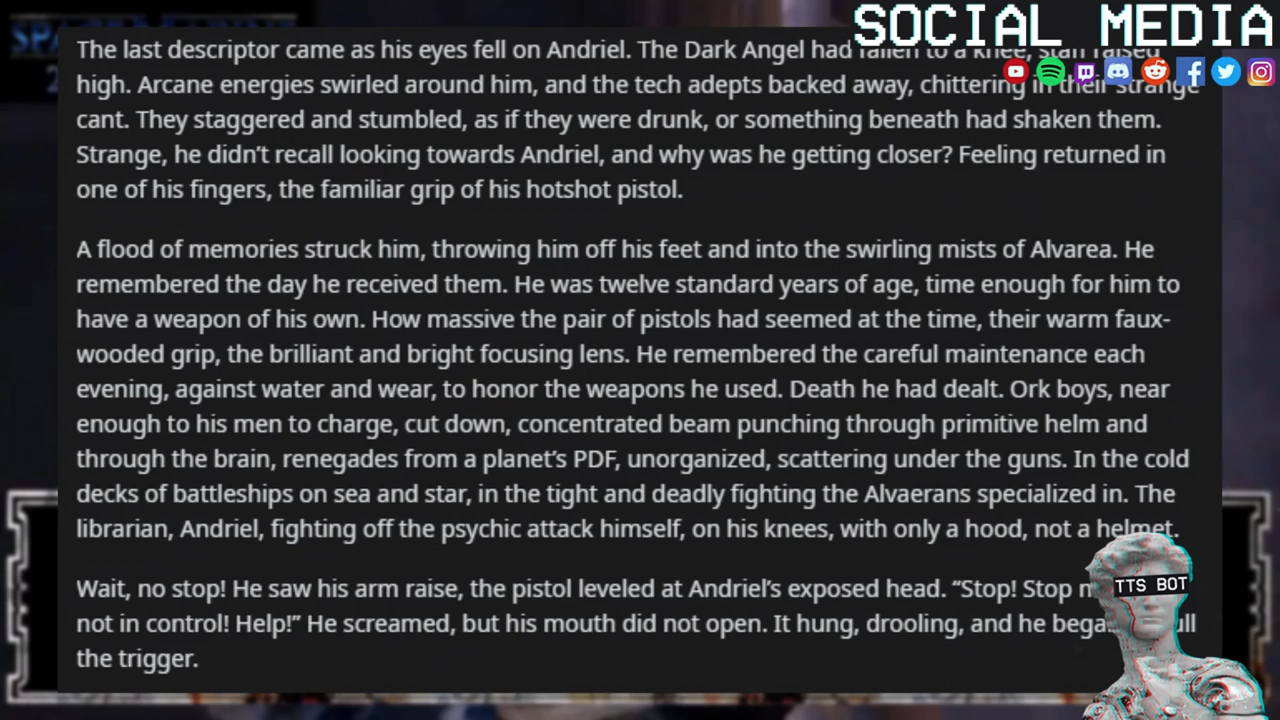 SOCIAL MEDIA
The last descriptor came as his eyes fell on Andriel. The Dark Angel had fallen to a knee, staff raised
high. Arcane energies swirled around him, and the tech adepts backed away, chittering in their strange
cant. They staggered and stumbled, as if they were drunk, or something beneath had shaken them.
Strange, he didn't recall looking towards Andriel, and why was he getting closer? Feeling returned in
one of his fingers, the familiar grip of his hotshot pistol.
A flood of memories struck him, throwing him off his feet and into the swirling mists of Alvarea. He
remembered the day he received them. He was twelve standard years of age, time enough for him to
have a weapon of his own. How massive the pair of pistols had seemed at the time, their warm faux-
wooded grip, the brilliant and bright focusing lens. He remembered the careful maintenance each
evening, against water and wear, to honor the weapons he used. Death he had dealt. Ork boys, near
enough to his men to charge, cut down, concentrated beam punching through primitive helm and
through the brain, renegades from a planet's PDF, unorganized, scattering under the guns. In the cold
decks of battleships on sea and star, in the tight and deadly fighting the Alvaerans specialized in. The
librarian, Andriel, fighting off the psychic attack himself, on his knees, with only a hood, not a helmet.
Wait, no stop! He saw his arm raise, the pistol leveled at Andriel's exposed head. “Stop! Stop
not in control! Help!” He screamed, but his mouth did not open. It hung, drooling, and he
the trigger.
TTS BOT